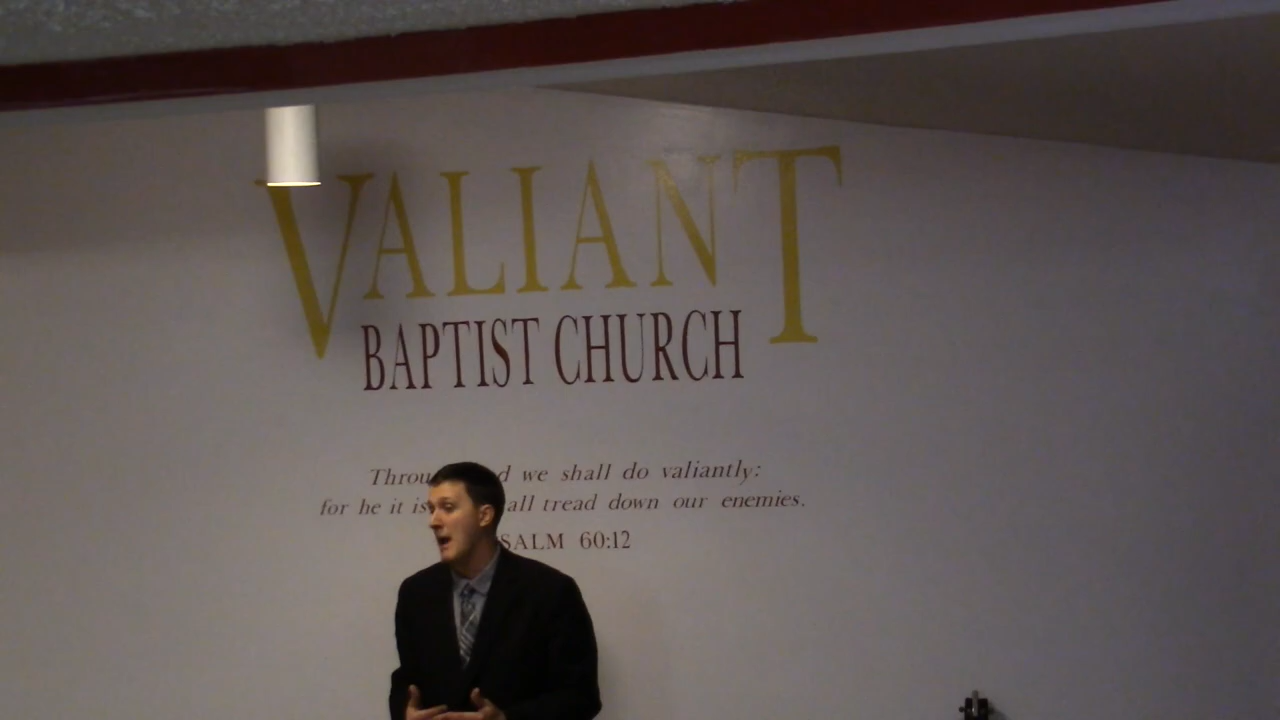 VALIANT
BAPTIST CHURCH
Throu d we shall do valiantly:
for he it is all tread down our enemies.
SALM 60:12